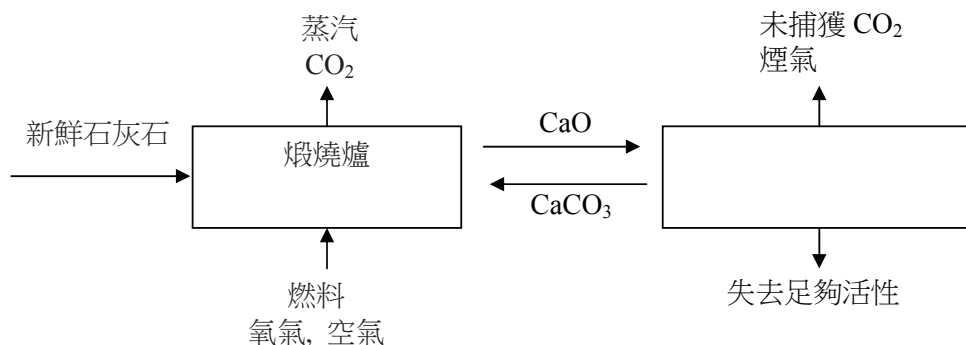 蒸汽
CO₂
未捕獲 CO₂
煙氣
新鮮石灰石
煅燒爐
CaO
CaCO₃
燃料
氧氣, 空氣
失去足夠活性